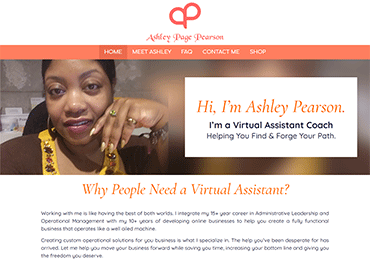 Ashley Page Pearson
HOME MEET ASHLEY FAQ CONTACT ME SHOP
Hi, I'm Ashley Pearson.
I'm a Virtual Assistant Coach
Helping You Find & Forge Your Path.
Why People Need a Virtual Assistant?
Working with me is like having the best of both worlds. I integrate my 15+ year career in Administrative Leadership and
Operational Management with my 10+ years of developing online businesses to help you create a fully functional
business that operates like a well oiled machine.
Creating custom operational solutions for you business is what I specialize in. The help you've been desperate for has
arrived. Let me help you move your business forward while saving you time, increasing your bottom line and giving you
the freedom you deserve.